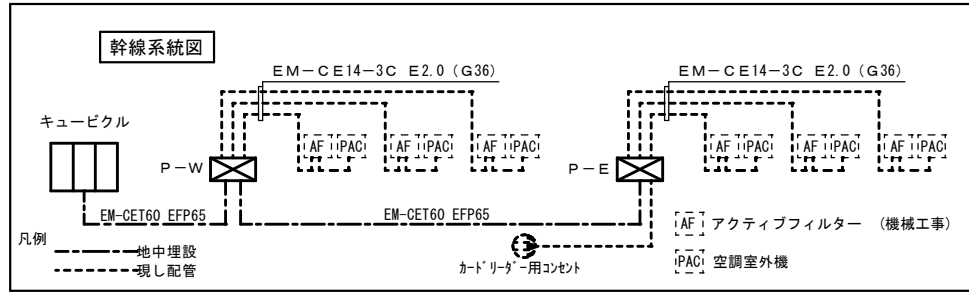 幹線系統図
EM-CE14-3C E2.0(G36)
EM-CE14-3C E2.0(G36)
キュービクル
AF PAC AF PAC AF PAC
AF PAC AF PAC AF PAC
P-W
P-E
EM-CET60 EFP65
EM-CET60 EFP65
AF アクティブフィルター (機械工事)
凡例
地中埋設
現し配管
カードリーダー用コンセント
PAC 空調室外機